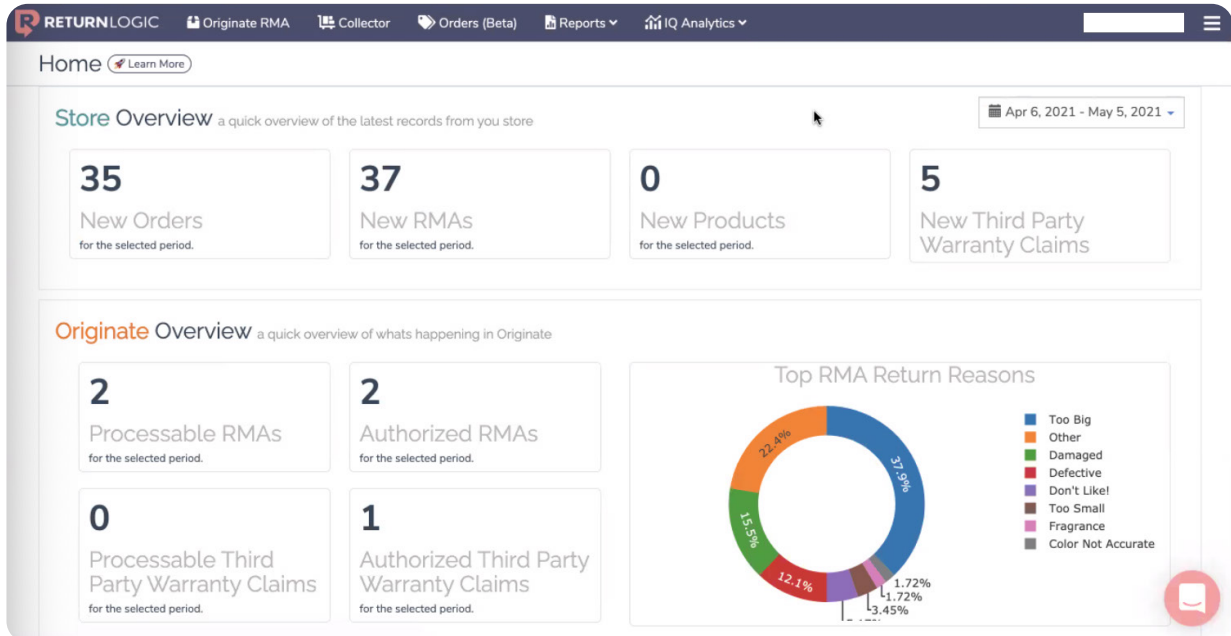 RETURNLOGIC Originate RMA Collector Orders (Beta) Reports IQ Analytics
Home Learn More
Store Overview a quick overview of the latest records from you store
Apr 6, 2021 - May 5, 2021
35
New Orders
for the selected period.
37
New RMAs
for the selected period.
0
New Products
for the selected period.
5
New Third Party
Warranty Claims
Originate Overview a quick overview of whats happening in Originate
2
Processable RMAs
for the selected period.
2
Authorized RMAs
for the selected period.
0
Processable Third
Party Warranty Claims
for the selected period.
1
Authorized Third Party
Warranty Claims
for the selected period.
Top RMA Return Reasons
22.4%
37.9%
15.5%
12.1%
1.72%
1.72%
3.45%
Too Big
Other
Damaged
Defective
Don't Like!
Too Small
Fragrance
Color Not Accurate